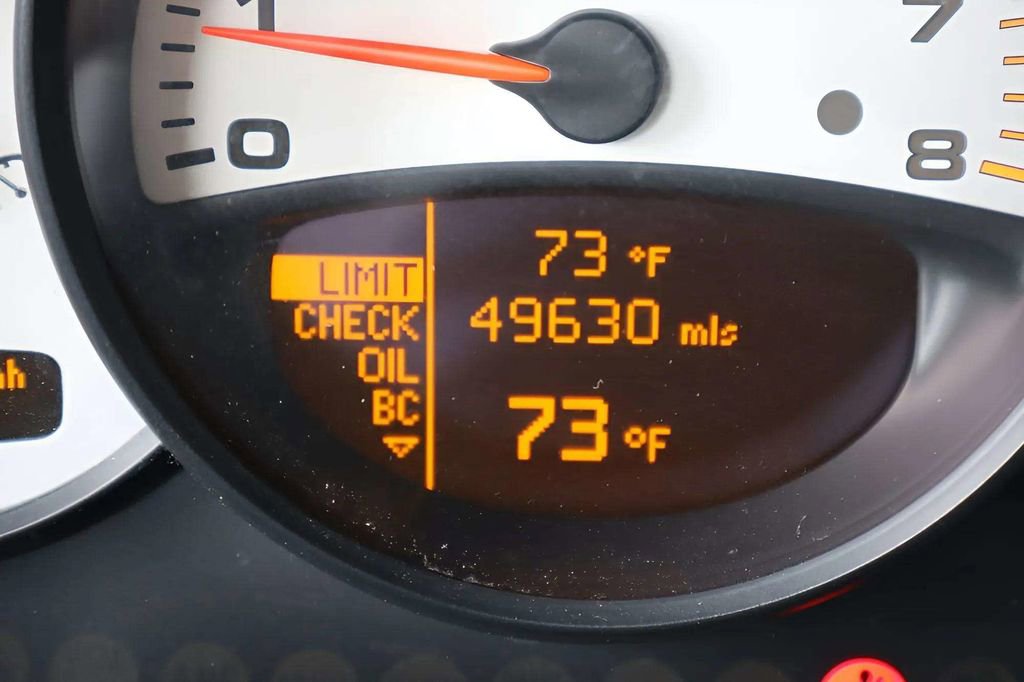 1
7
0
8
73 °F
LIMIT
49630 mls
CHECK
OIL
BC
73 °F